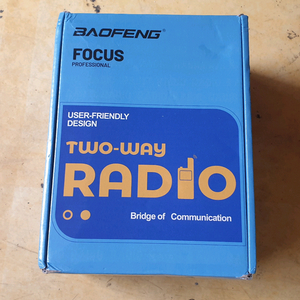 BAOFENG
FOCUS
PROFESSIONAL
USER-FRIENDLY
DESIGN
TWO-WAY
RADIO
Bridge of Communication